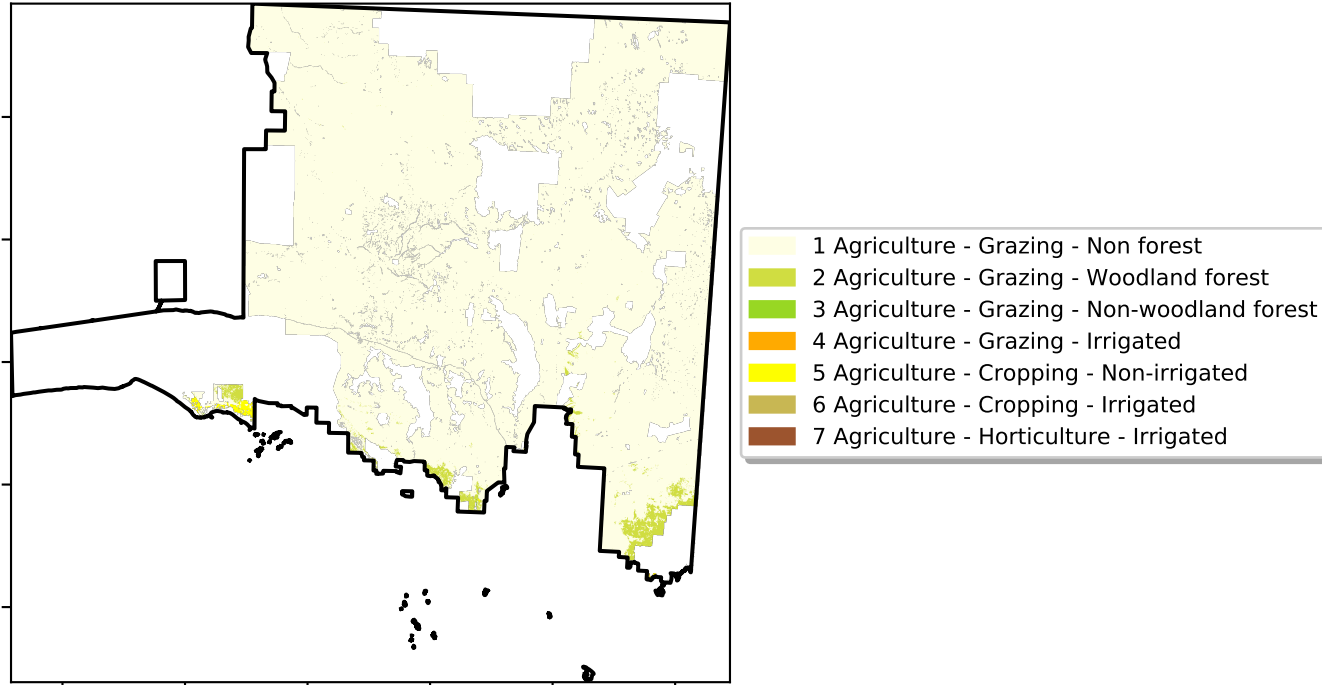 1 Agriculture - Grazing - Non forest
2 Agriculture - Grazing - Woodland forest
3 Agriculture - Grazing - Non-woodland forest
4 Agriculture - Grazing - Irrigated
5 Agriculture - Cropping - Non-irrigated
6 Agriculture - Cropping - Irrigated
7 Agriculture - Horticulture - Irrigated